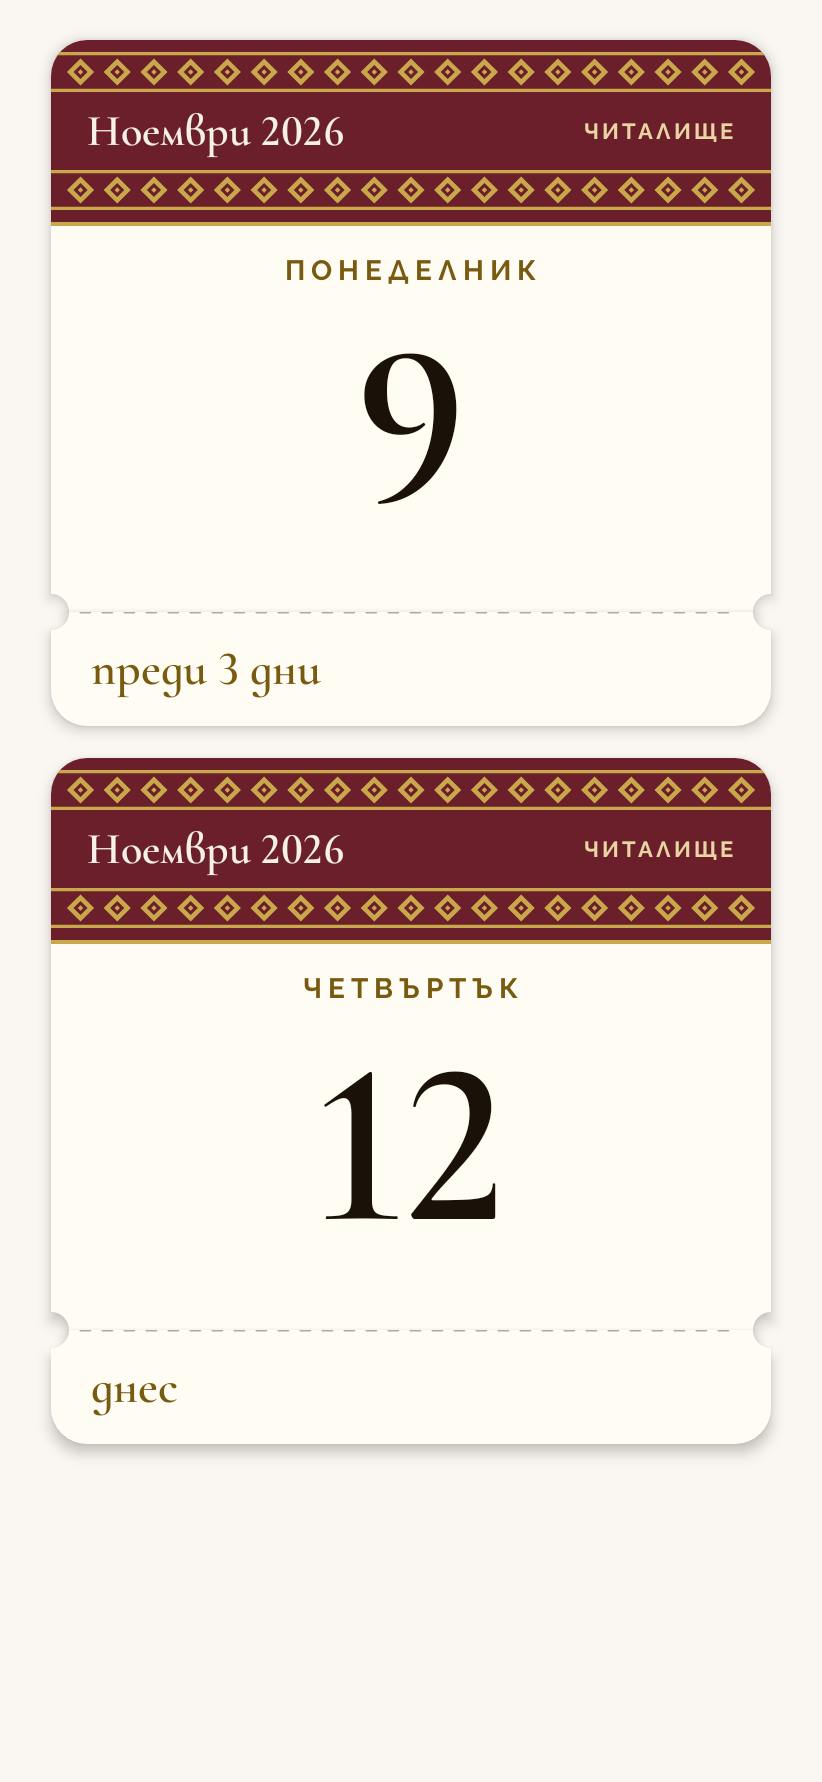 Ноември 2026
ЧИТАЛИЩЕ
ПОНЕДЕЛНИК
9
преди 3 дни
Ноември 2026
ЧИТАЛИЩЕ
ЧЕТВЪРТЪК
12
днес